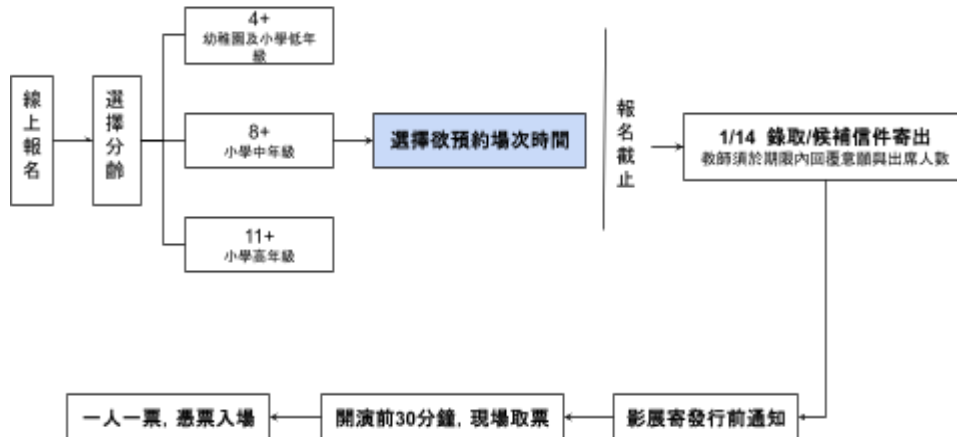 線上報名
選擇分齡
4+
幼稚園及小學低年
級
8+
小學中年級
11+
小學高年級
選擇欲預約場次時間
報名截止
1/14 錄取/候補信件寄出
教師須於期限內回覆意願與出席人數
影展寄發行前通知
開演前30分鐘, 現場取票
一人一票, 憑票入場